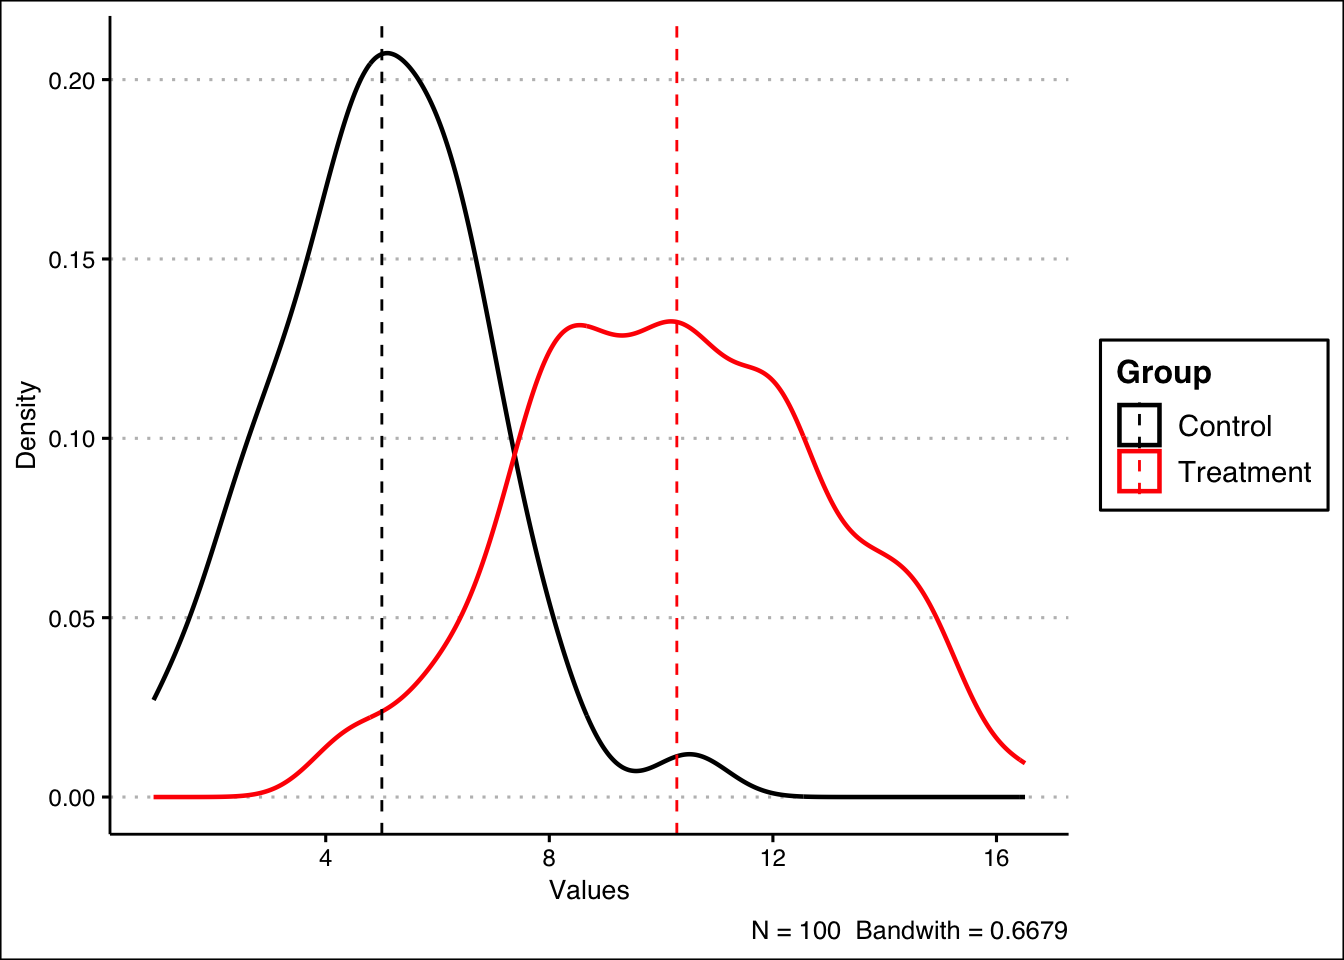 0.20
0.15
0.10
0.05
0.00
Density
4 8 12 16
Values
N = 100  Bandwith = 0.6679
Group
Control
Treatment